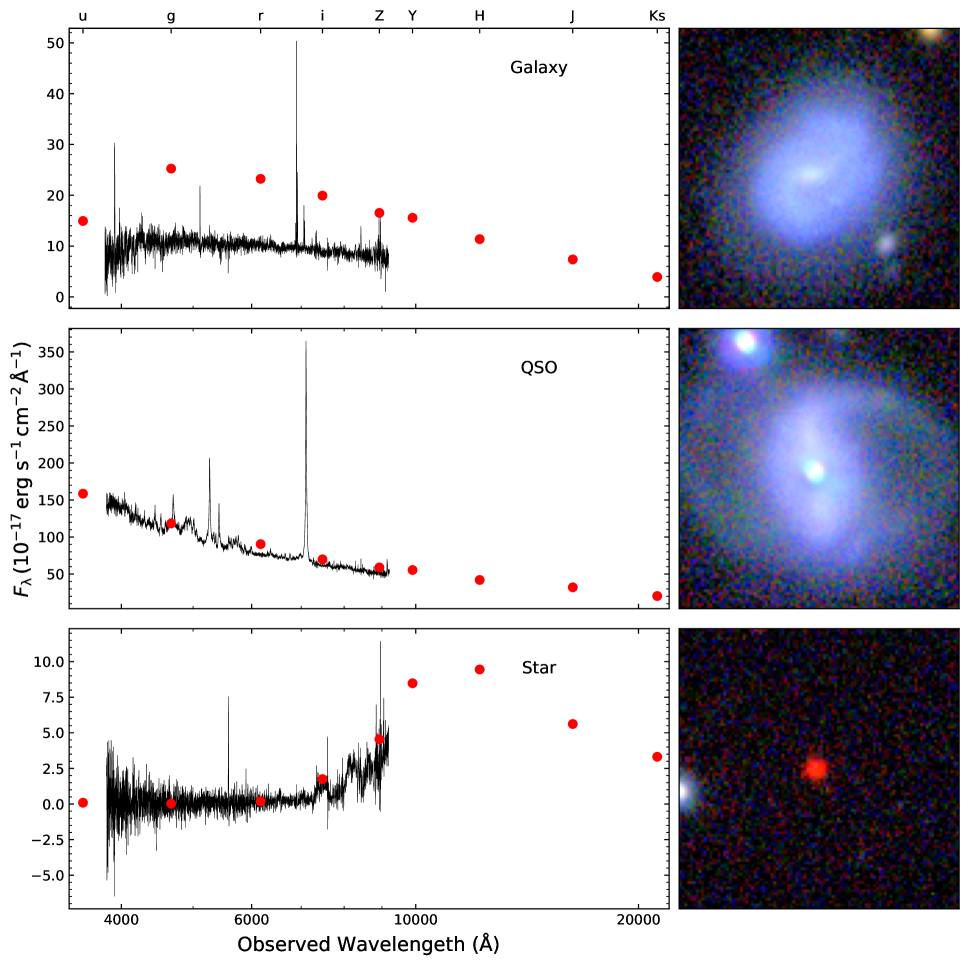 u g r i Z Y H J Ks
50
40
30
20
10
0
Galaxy
350
300
250
200
150
100
50
QSO
10.0
7.5
5.0
2.5
0.0
−2.5
−5.0
Star
F_λ (10⁻¹⁷ erg s⁻¹ cm⁻² Å⁻¹)
4000 6000 10000 20000
Observed Wavelengeth (Å)